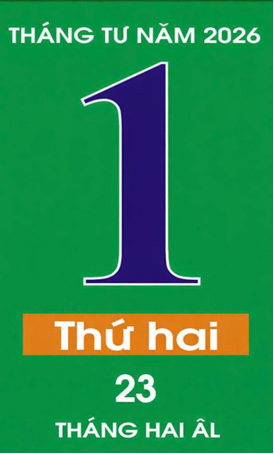 THÁNG TƯ NĂM 2026
1
Thứ hai
23
THÁNG HAI ÂL